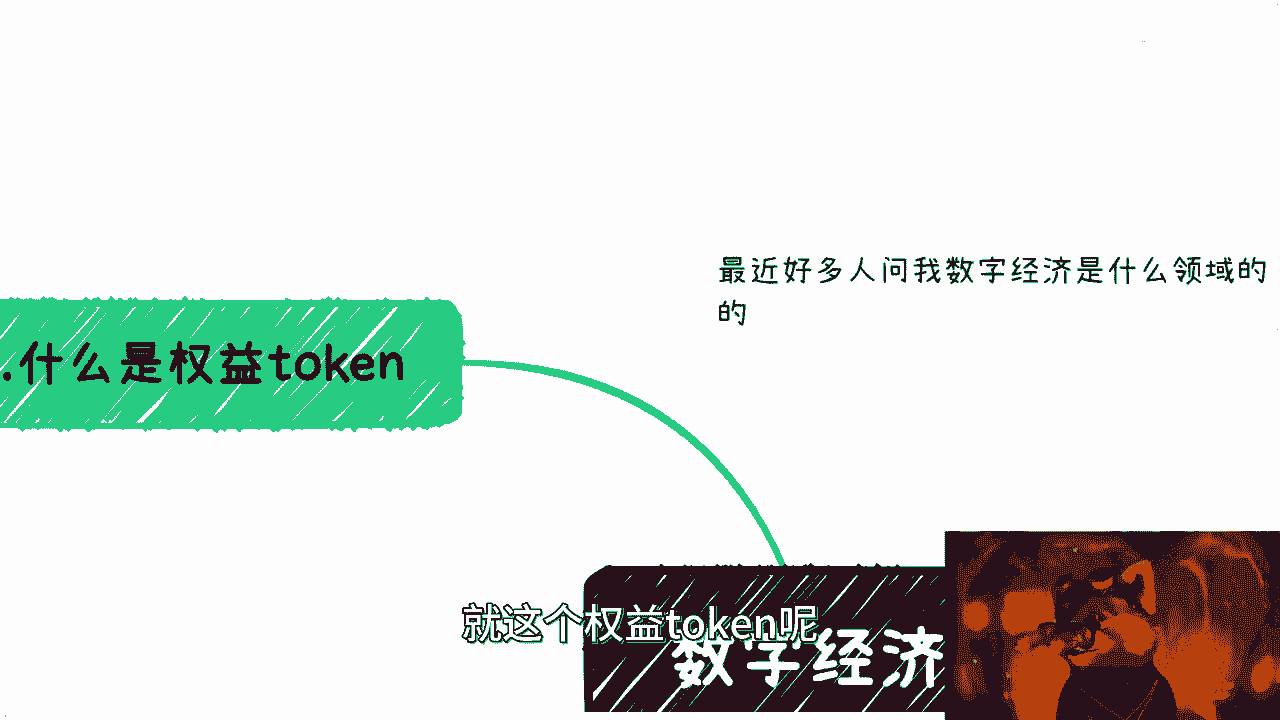 最近好多人问我数字经济是什么领域的
的
.什么是权益token
就这个权益token呢
数字经济